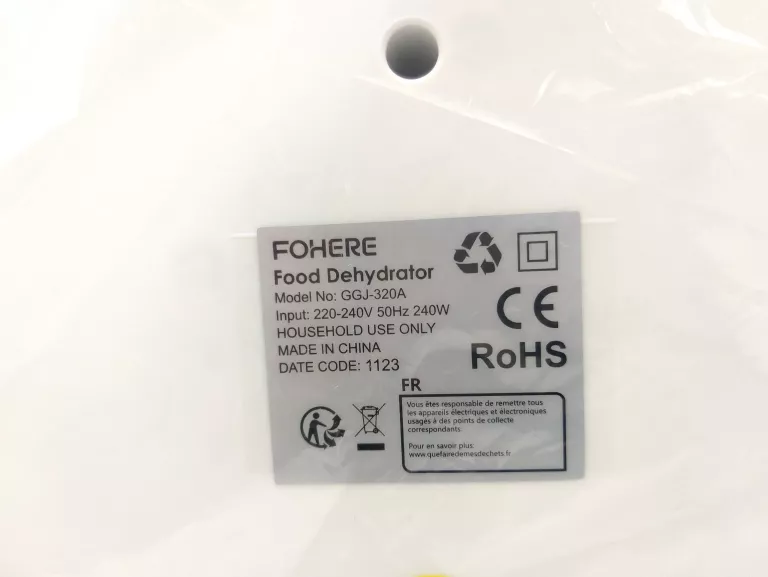 FOHERE
Food Dehydrator
Model No: GGJ-320A
Input: 220-240V 50Hz 240W
HOUSEHOLD USE ONLY
MADE IN CHINA
DATE CODE: 1123
CE
RoHS
FR
Vous êtes responsable de remettre tous
les appareils électriques et électroniques
usagés à des points de collecte
correspondants.
Pour en savoir plus:
www.quefairedemesdechets.fr